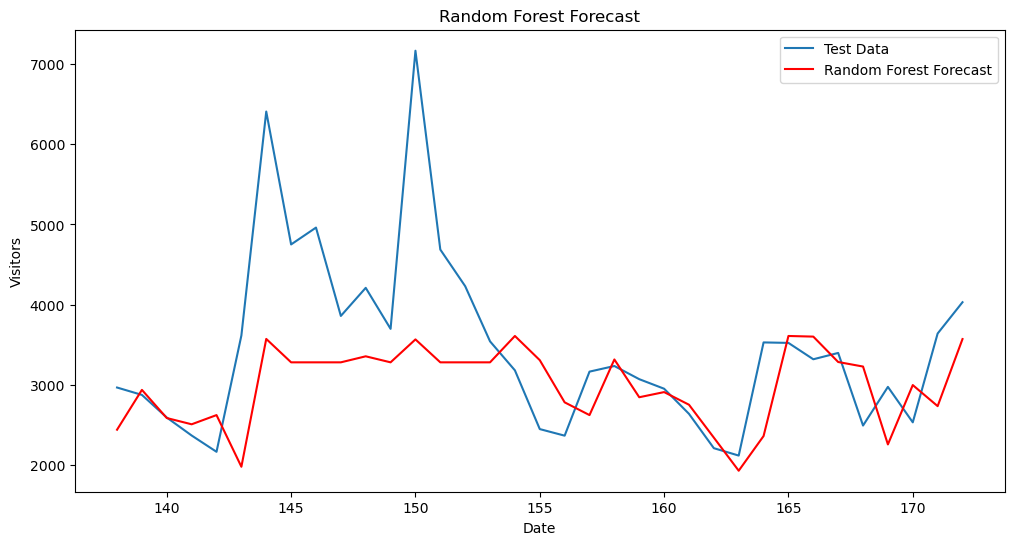 Random Forest Forecast
Test Data
Random Forest Forecast
7000
6000
5000
4000
3000
2000
Visitors
140 145 150 155 160 165 170
Date